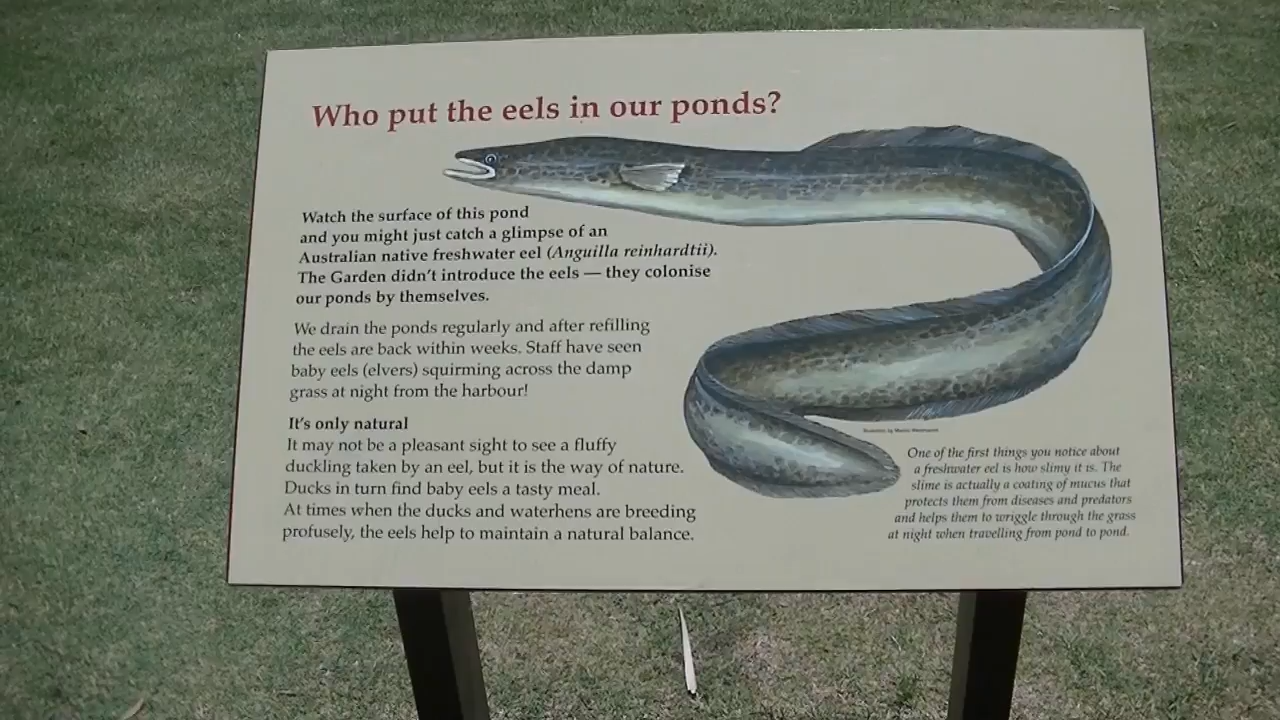 Who put the eels in our ponds?
Watch the surface of this pond
and you might just catch a glimpse of an
Australian native freshwater eel (Anguilla reinhardtii).
The Garden didn't introduce the eels — they colonise
our ponds by themselves.
We drain the ponds regularly and after refilling
the eels are back within weeks. Staff have seen
baby eels (elvers) squirming across the damp
grass at night from the harbour!
It's only natural
It may not be a pleasant sight to see a fluffy
duckling taken by an eel, but it is the way of nature.
Ducks in turn find baby eels a tasty meal.
At times when the ducks and waterhens are breeding
profusely, the eels help to maintain a natural balance.
Illustration by
One of the first things you notice about
a freshwater eel is how slimy it is. The
slime is actually a coating of mucus that
protects them from diseases and predators
and helps them to wriggle through the grass
at night when travelling from pond to pond.